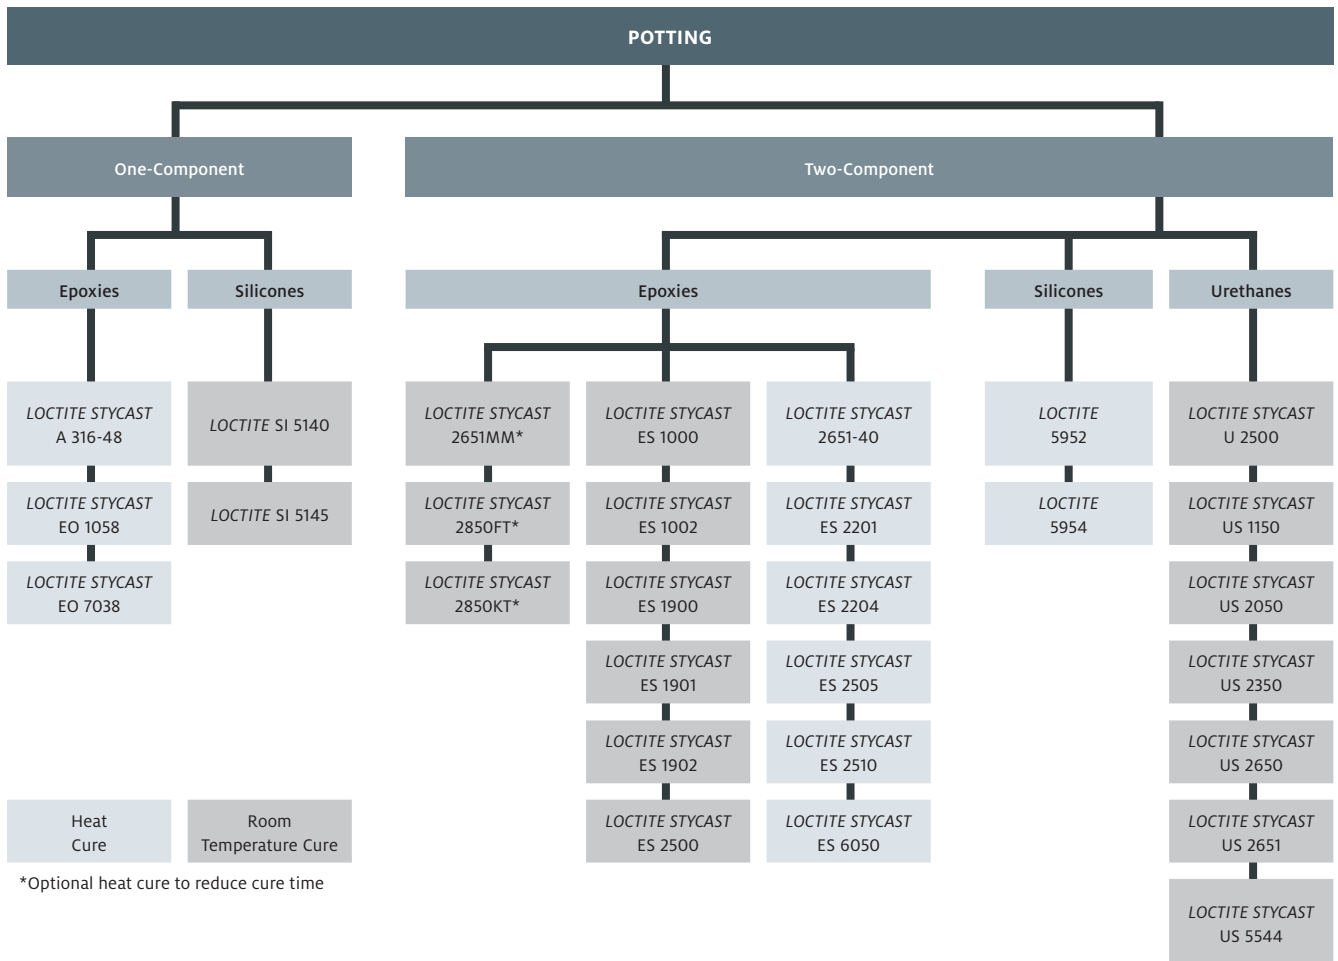 POTTING
One-Component
Two-Component
Epoxies
Silicones
Epoxies
Silicones
Urethanes
LOCTITE STYCAST
A 316-48
LOCTITE STYCAST
EO 1058
LOCTITE STYCAST
EO 7038
LOCTITE SI 5140
LOCTITE SI 5145
LOCTITE STYCAST
2651MM*
LOCTITE STYCAST
2850FT*
LOCTITE STYCAST
2850KT*
LOCTITE STYCAST
ES 1000
LOCTITE STYCAST
ES 1002
LOCTITE STYCAST
ES 1900
LOCTITE STYCAST
ES 1901
LOCTITE STYCAST
ES 1902
LOCTITE STYCAST
ES 2500
LOCTITE STYCAST
2651-40
LOCTITE STYCAST
ES 2201
LOCTITE STYCAST
ES 2204
LOCTITE STYCAST
ES 2505
LOCTITE STYCAST
ES 2510
LOCTITE STYCAST
ES 6050
LOCTITE
5952
LOCTITE
5954
LOCTITE STYCAST
U 2500
LOCTITE STYCAST
US 1150
LOCTITE STYCAST
US 2050
LOCTITE STYCAST
US 2350
LOCTITE STYCAST
US 2650
LOCTITE STYCAST
US 2651
LOCTITE STYCAST
US 5544
Heat
Cure
Room
Temperature Cure
*Optional heat cure to reduce cure time